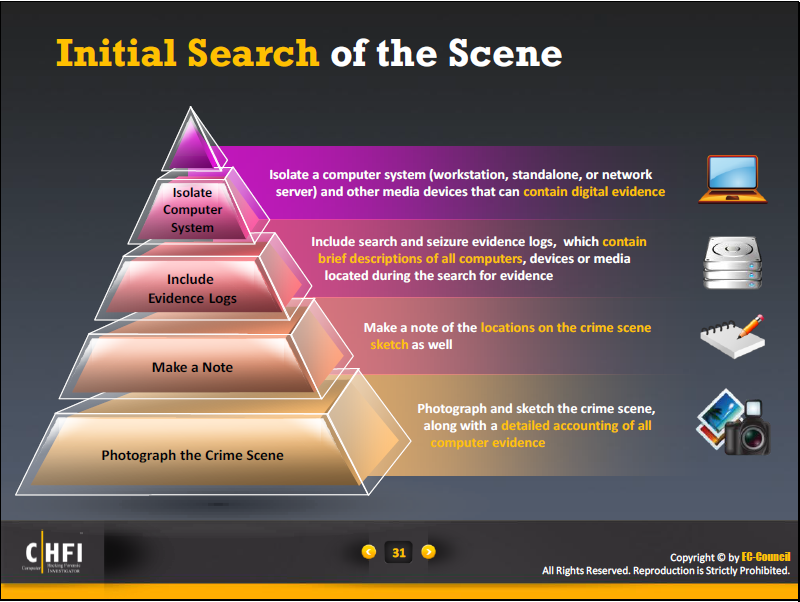 Initial Search of the Scene
Isolate a computer system (workstation, standalone, or network
server) and other media devices that can contain digital evidence
Isolate
Computer
System
Include search and seizure evidence logs, which contain
brief descriptions of all computers, devices or media
located during the search for evidence
Include
Evidence Logs
Make a note of the locations on the crime scene
sketch as well
Make a Note
Photograph and sketch the crime scene,
along with a detailed accounting of all
computer evidence
Photograph the Crime Scene
CHFI
Computer Hacking Forensic
INVESTIGATOR
31
Copyright © by EC-Council
All Rights Reserved. Reproduction is Strictly Prohibited.